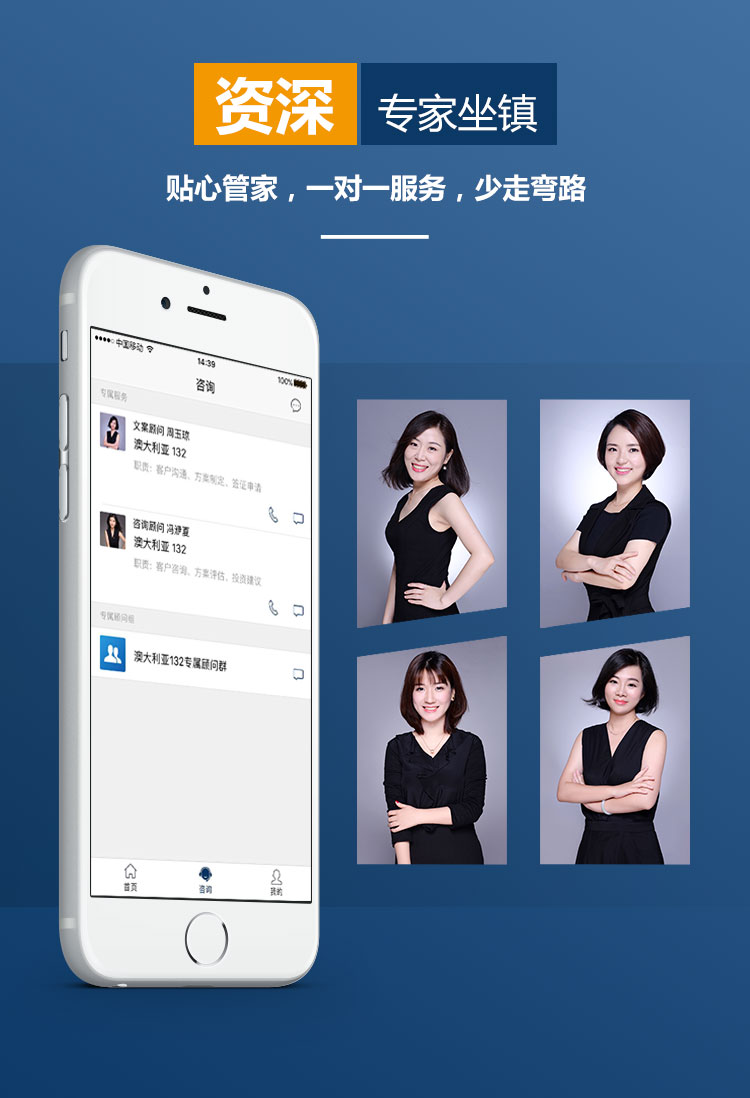 资深 专家坐镇
贴心管家，一对一服务，少走弯路
中国移动
14:39
100%
咨询
专属服务
文案顾问 周玉琼
澳大利亚 132
职责：客户沟通、方案制定、签证申请
咨询顾问 冯
澳大利亚 132
职责：客户咨询、方案评估、投资建议
专属顾问组
澳大利亚132专属顾问群
首页
咨询
我的